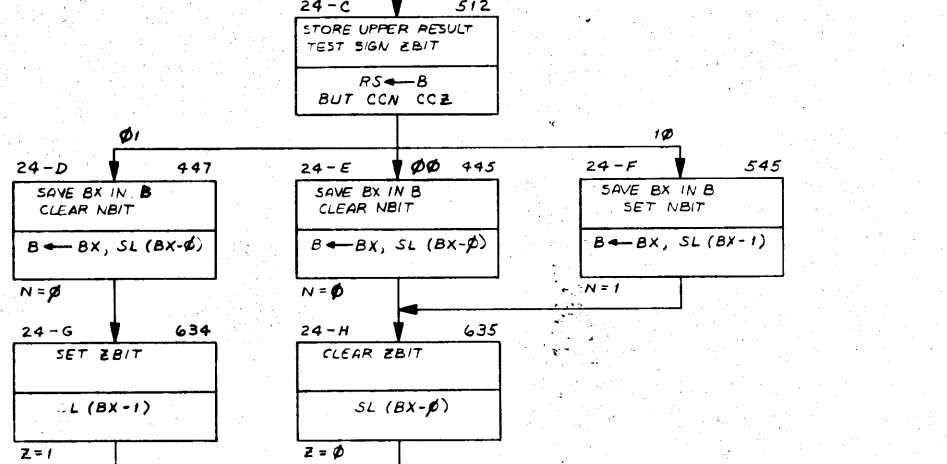 24-C 512
STORE UPPER RESULT
TEST SIGN ZBIT
RS←B
BUT CCN CCZ
Ø1
1Ø
24-D 447
SAVE BX IN B
CLEAR NBIT
B←BX, SL (BX-Ø)
N=Ø
24-E ØØ 445
SAVE BX IN B
CLEAR NBIT
B←BX, SL (BX-Ø)
N=Ø
24-F 545
SAVE BX IN B
SET NBIT
B←BX, SL (BX-1)
N=1
24-G 634
SET ZBIT
L (BX-1)
Z=1
24-H 635
CLEAR ZBIT
SL (BX-Ø)
Z=Ø